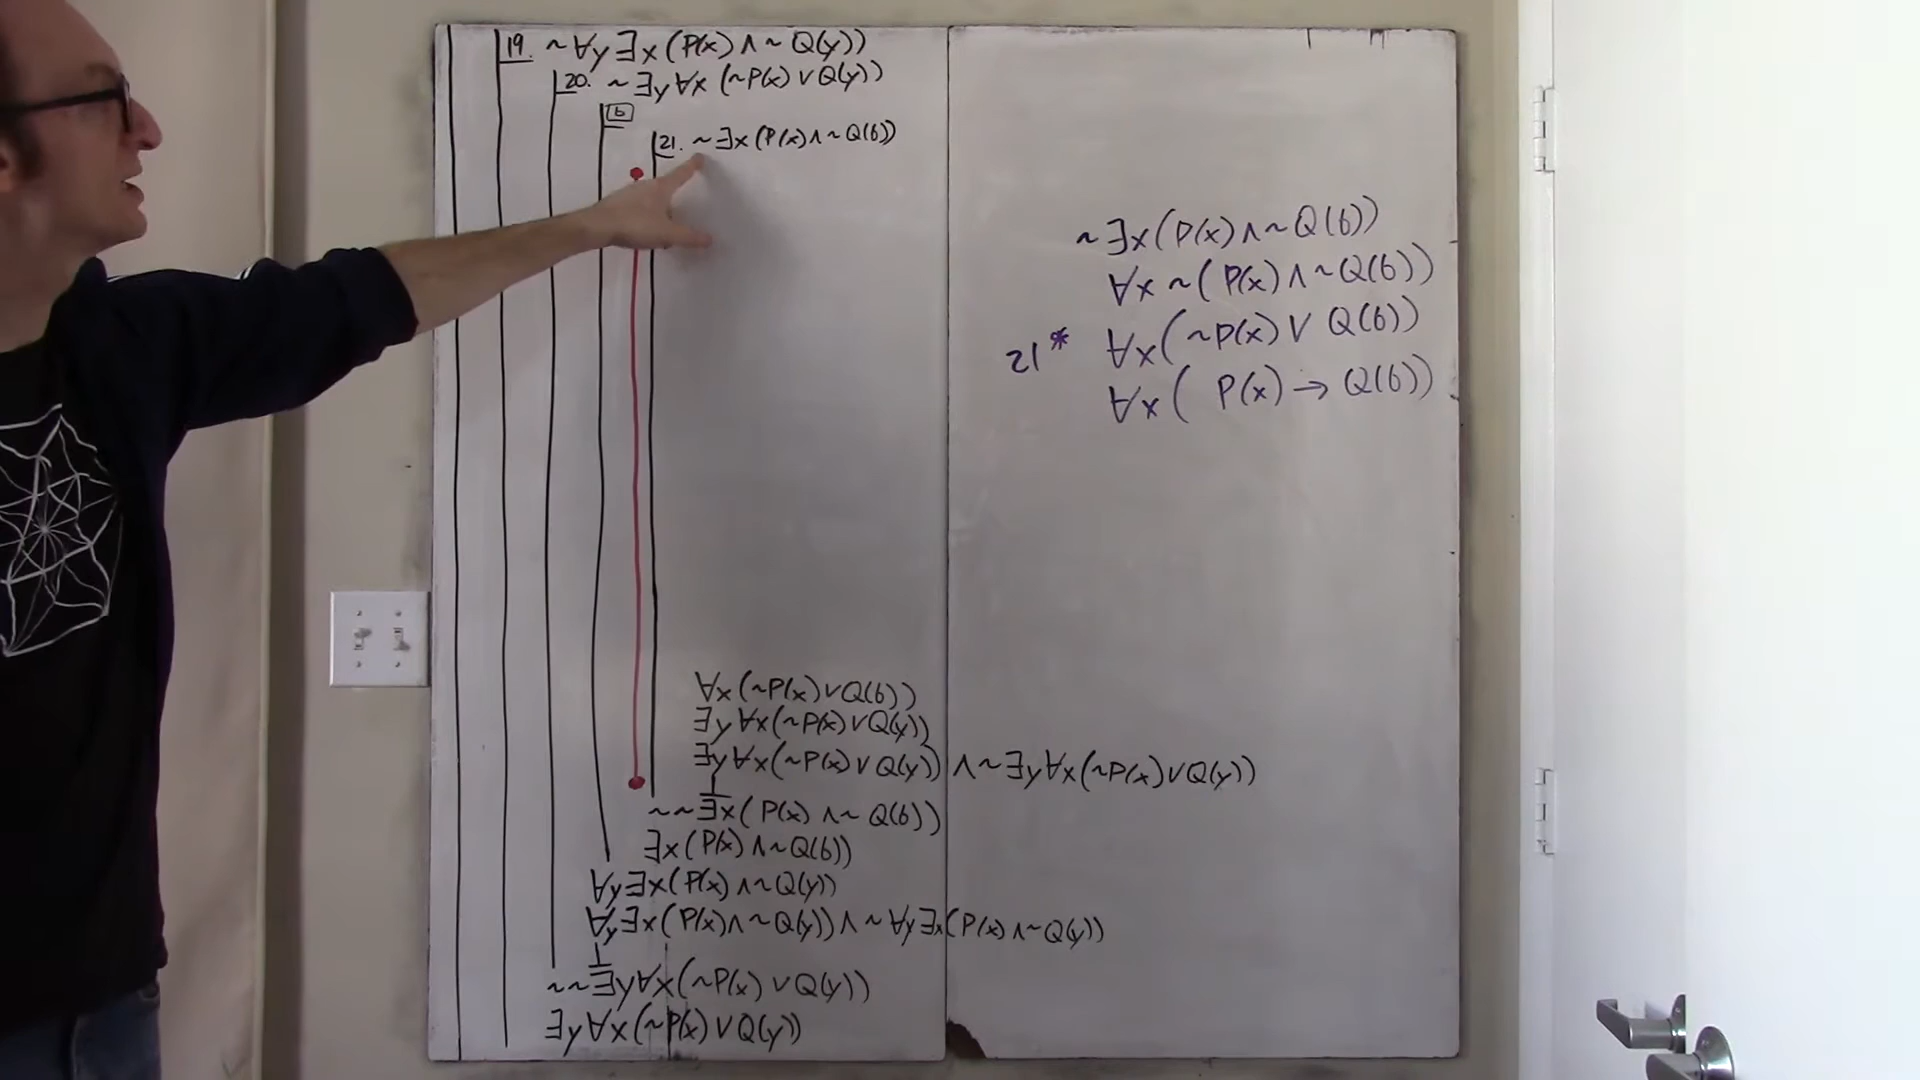 19. ~∀y∃x(P(x)∧~Q(y))
20. ~∃y∀x(~P(x)∨Q(y))
b
21. ~∃x(P(x)∧~Q(b))
∀x(~P(x)∨Q(b))
∃y∀x(~P(x)∨Q(y))
∃y∀x(~P(x)∨Q(y))∧~∃y∀x(~P(x)∨Q(y))
⊥
~~∃x(P(x)∧~Q(b))
∃x(P(x)∧~Q(b))
∀y∃x(P(x)∧~Q(y))
∀y∃x(P(x)∧~Q(y))∧~∀y∃x(P(x)∧~Q(y))
⊥
~~∃y∀x(~P(x)∨Q(y))
∃y∀x(~P(x)∨Q(y))
~∃x(P(x)∧~Q(b))
∀x~(P(x)∧~Q(b))
21* ∀x(~P(x)∨Q(b))
∀x(P(x)→Q(b))